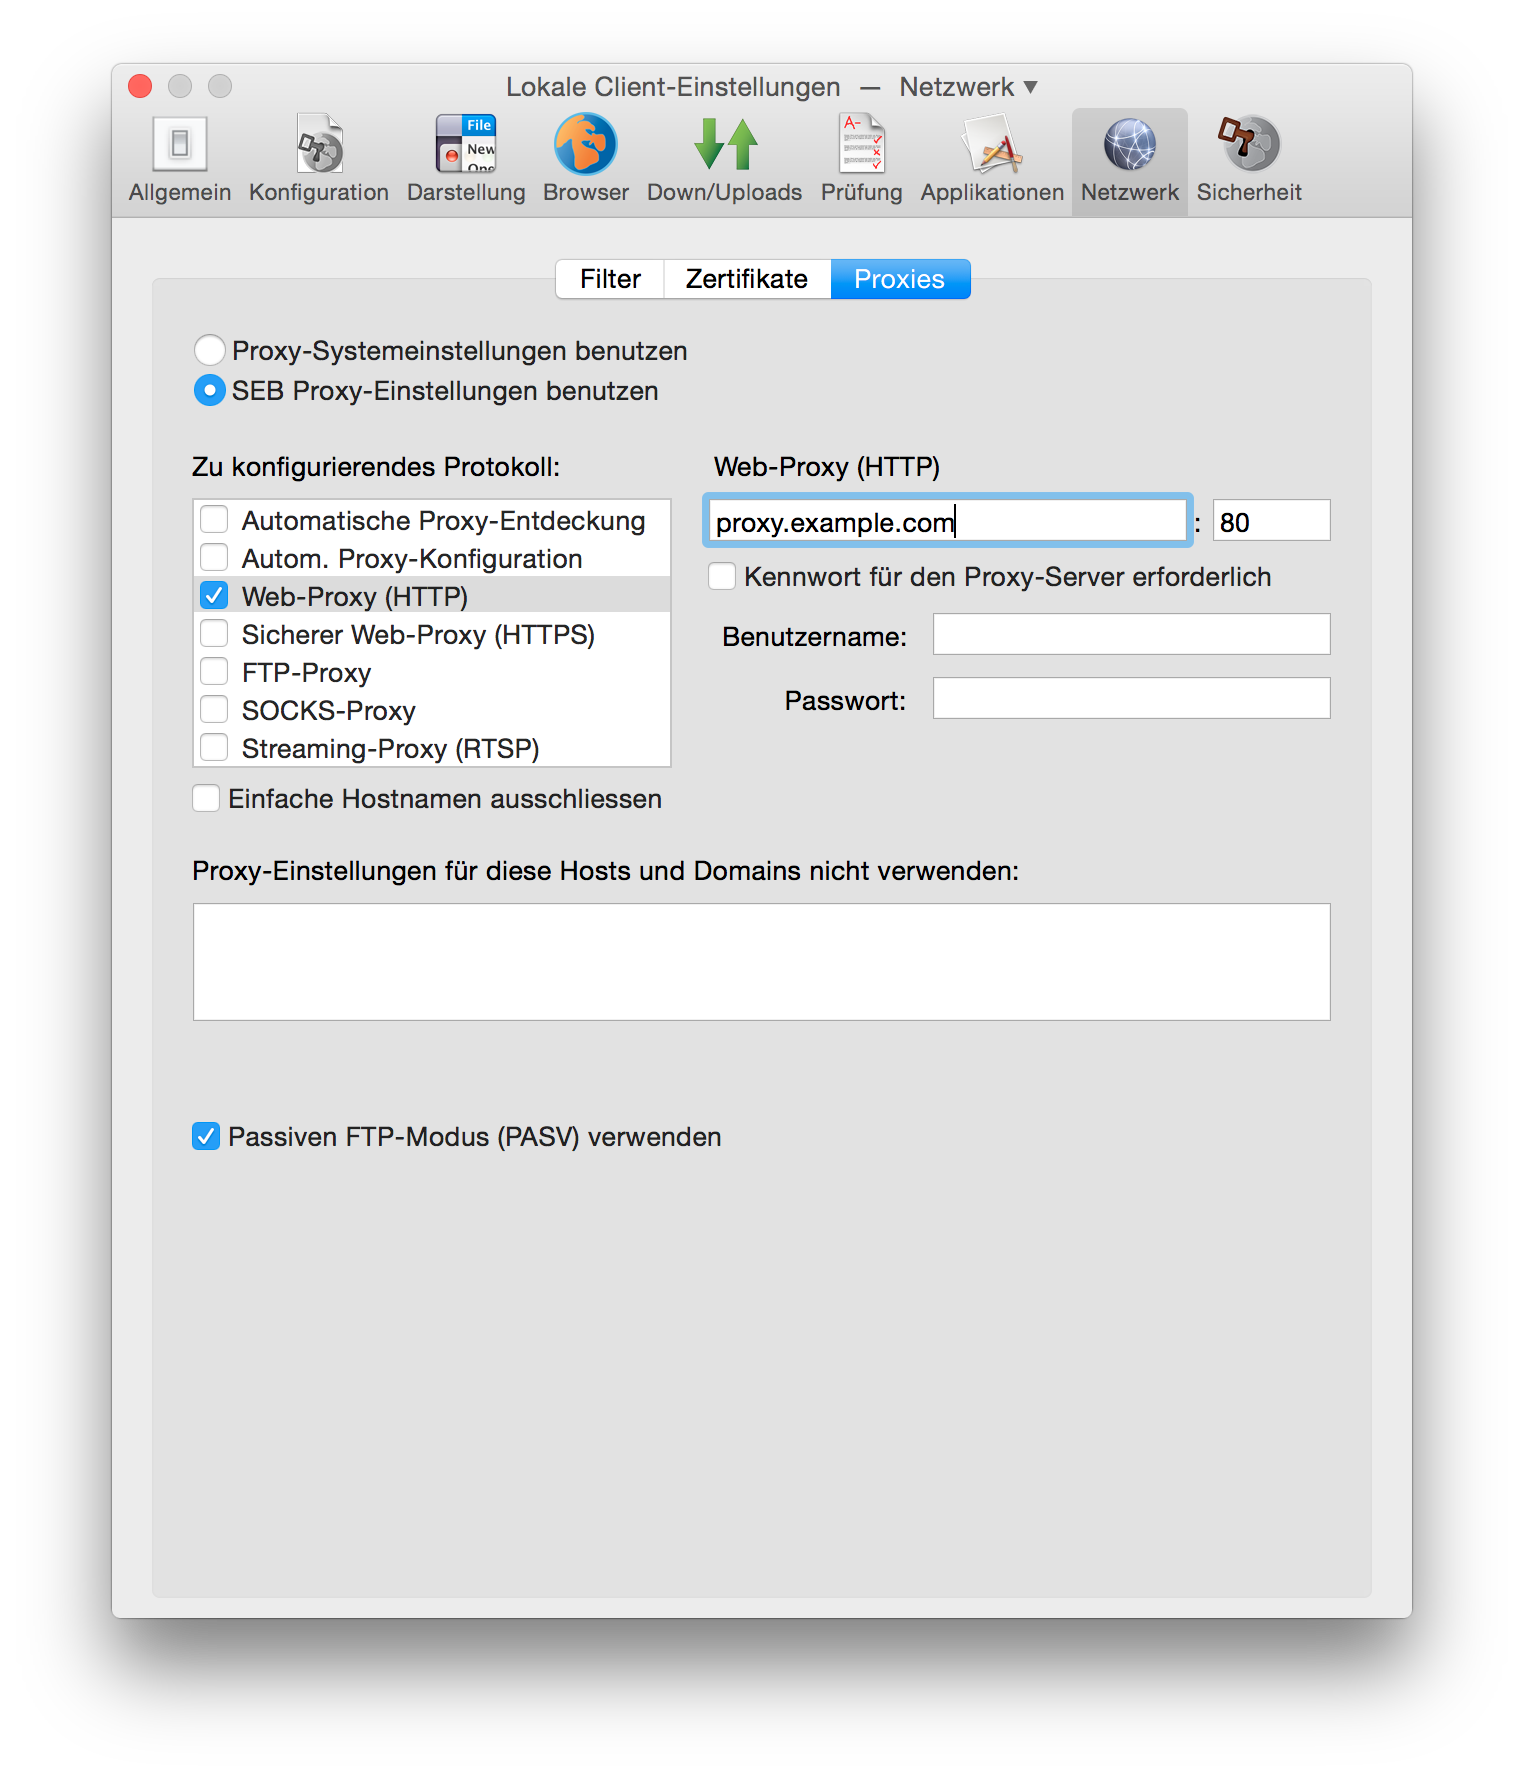 Lokale Client-Einstellungen — Netzwerk ▼
File
New
A-
Allgemein Konfiguration Darstellung Browser Down/Uploads Prüfung Applikationen Netzwerk Sicherheit
Filter Zertifikate Proxies
Proxy-Systemeinstellungen benutzen
SEB Proxy-Einstellungen benutzen
Zu konfigurierendes Protokoll:
Automatische Proxy-Entdeckung
Autom. Proxy-Konfiguration
Web-Proxy (HTTP)
Sicherer Web-Proxy (HTTPS)
FTP-Proxy
SOCKS-Proxy
Streaming-Proxy (RTSP)
Einfache Hostnamen ausschliessen
Web-Proxy (HTTP)
proxy.example.com : 80
Kennwort für den Proxy-Server erforderlich
Benutzername:
Passwort:
Proxy-Einstellungen für diese Hosts und Domains nicht verwenden:
Passiven FTP-Modus (PASV) verwenden